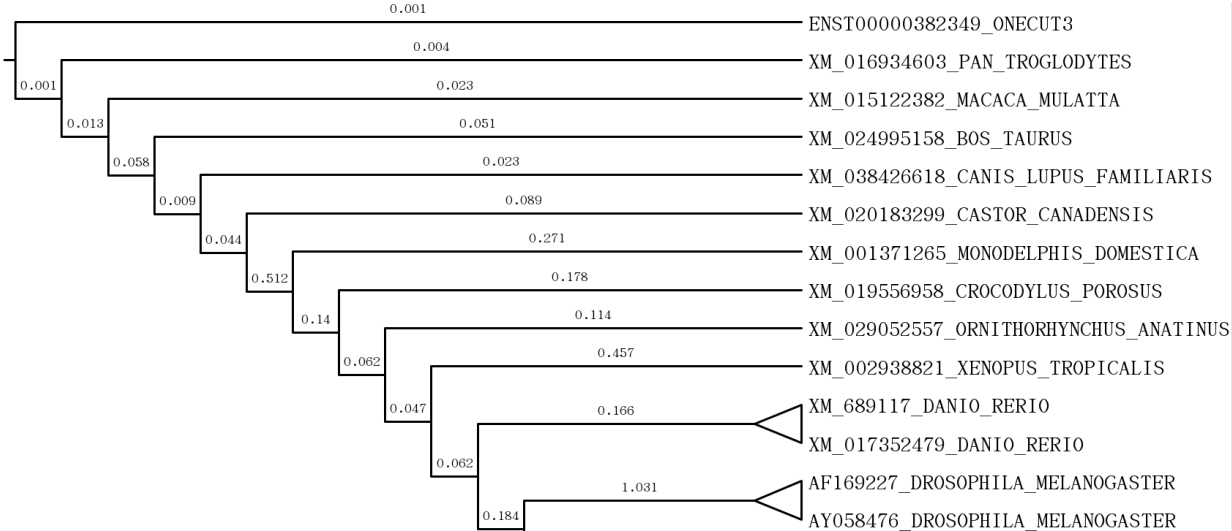 0.001
ENST00000382349_ONECUT3
0.004
XM_016934603_PAN_TROGLODYTES
0.001
0.023
XM_015122382_MACACA_MULATTA
0.013
0.051
XM_024995158_BOS_TAURUS
0.058
0.023
XM_038426618_CANIS_LUPUS_FAMILIARIS
0.009
0.089
XM_020183299_CASTOR_CANADENSIS
0.044
0.271
XM_001371265_MONODELPHIS_DOMESTICA
0.512
0.178
XM_019556958_CROCODYLUS_POROSUS
0.14
0.114
XM_029052557_ORNITHORHYNCHUS_ANATINUS
0.062
0.457
XM_002938821_XENOPUS_TROPICALIS
0.047
0.166
XM_689117_DANIO_RERIO
XM_017352479_DANIO_RERIO
0.062
1.031
AF169227_DROSOPHILA_MELANOGASTER
0.184
AY058476_DROSOPHILA_MELANOGASTER